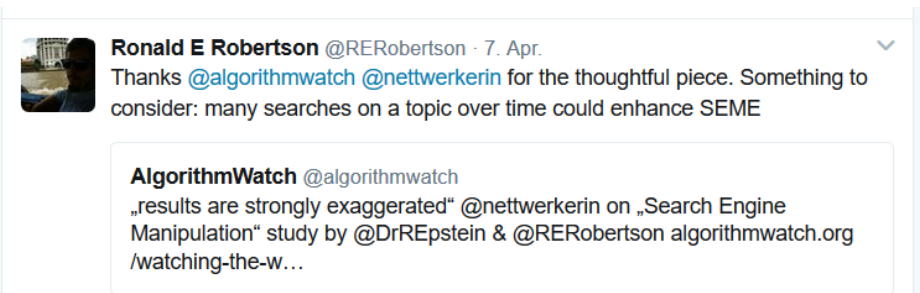 Ronald E Robertson @RERobertson · 7. Apr.
Thanks @algorithmwatch @nettwerkerin for the thoughtful piece. Something to
consider: many searches on a topic over time could enhance SEME
AlgorithmWatch @algorithmwatch
„results are strongly exaggerated“ @nettwerkerin on „Search Engine
Manipulation“ study by @DrREpstein & @RERobertson algorithmwatch.org
/watching-the-w…